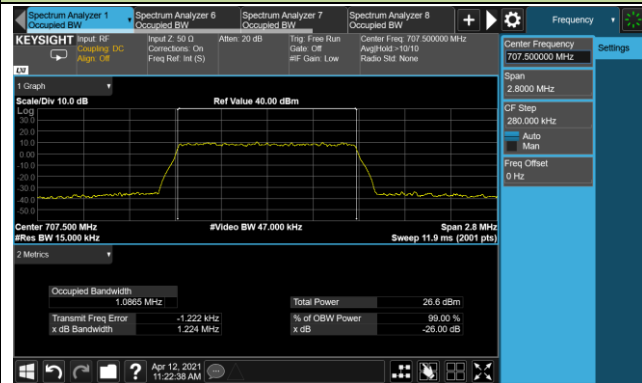 Spectrum Analyzer 1
Occupied BW
Spectrum Analyzer 6
Occupied BW
Spectrum Analyzer 7
Occupied BW
Spectrum Analyzer 8
Occupied BW
Frequency
KEYSIGHT
LXI
Input: RF
Coupling: DC
Align: Off
Input Z: 50 Ω
Corrections: On
Freq Ref: Int (S)
Atten: 20 dB
Trig: Free Run
Gate: Off
#IF Gain: Low
Center Freq: 707.500000 MHz
Avg|Hold:>10/10
Radio Std: None
Center Frequency
707.500000 MHz
Settings
Span
2.8000 MHz
CF Step
280.000 kHz
Auto
Man
Freq Offset
0 Hz
1 Graph
Scale/Div 10.0 dB
Ref Value 40.00 dBm
Log
30.0
20.0
10.0
0.00
-10.0
-20.0
-30.0
-40.0
-50.0
Center 707.500 MHz
#Video BW 47.000 kHz
Span 2.8 MHz
#Res BW 15.000 kHz
Sweep 11.9 ms (2001 pts)
2 Metrics
Occupied Bandwidth
1.0865 MHz
Total Power
26.6 dBm
Transmit Freq Error
-1.222 kHz
% of OBW Power
99.00 %
x dB Bandwidth
1.224 MHz
x dB
-26.00 dB
Apr 12, 2021
11:22:38 AM